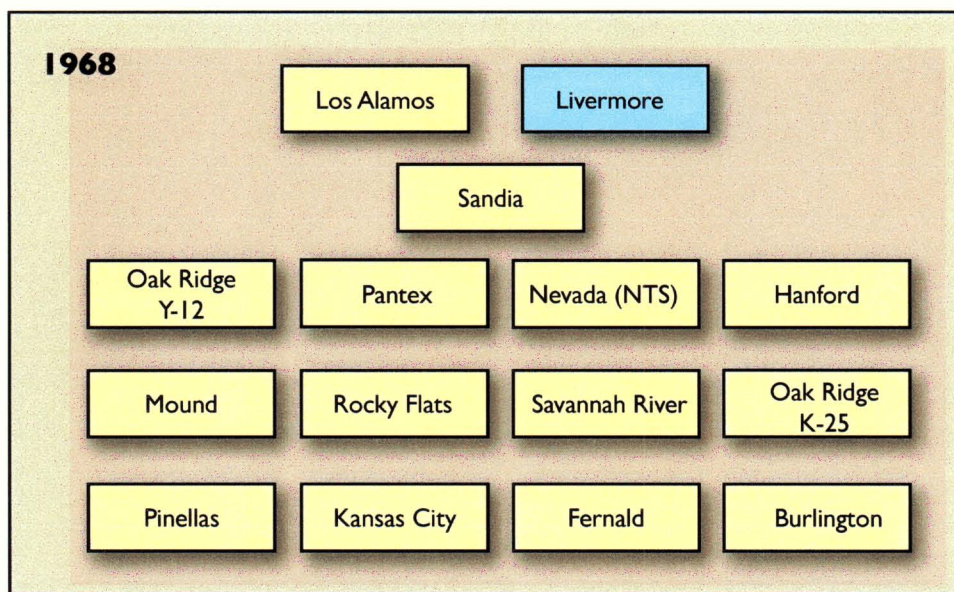 1968
Los Alamos
Livermore
Sandia
Oak Ridge
Y-12
Pantex
Nevada (NTS)
Hanford
Mound
Rocky Flats
Savannah River
Oak Ridge
K-25
Pinellas
Kansas City
Fernald
Burlington